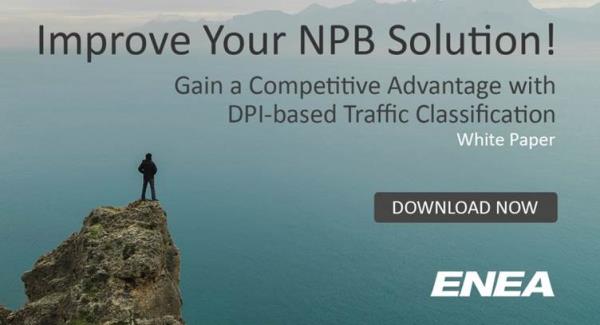 Improve Your NPB Solution!
Gain a Competitive Advantage with
DPI-based Traffic Classification
White Paper
DOWNLOAD NOW
ENEA